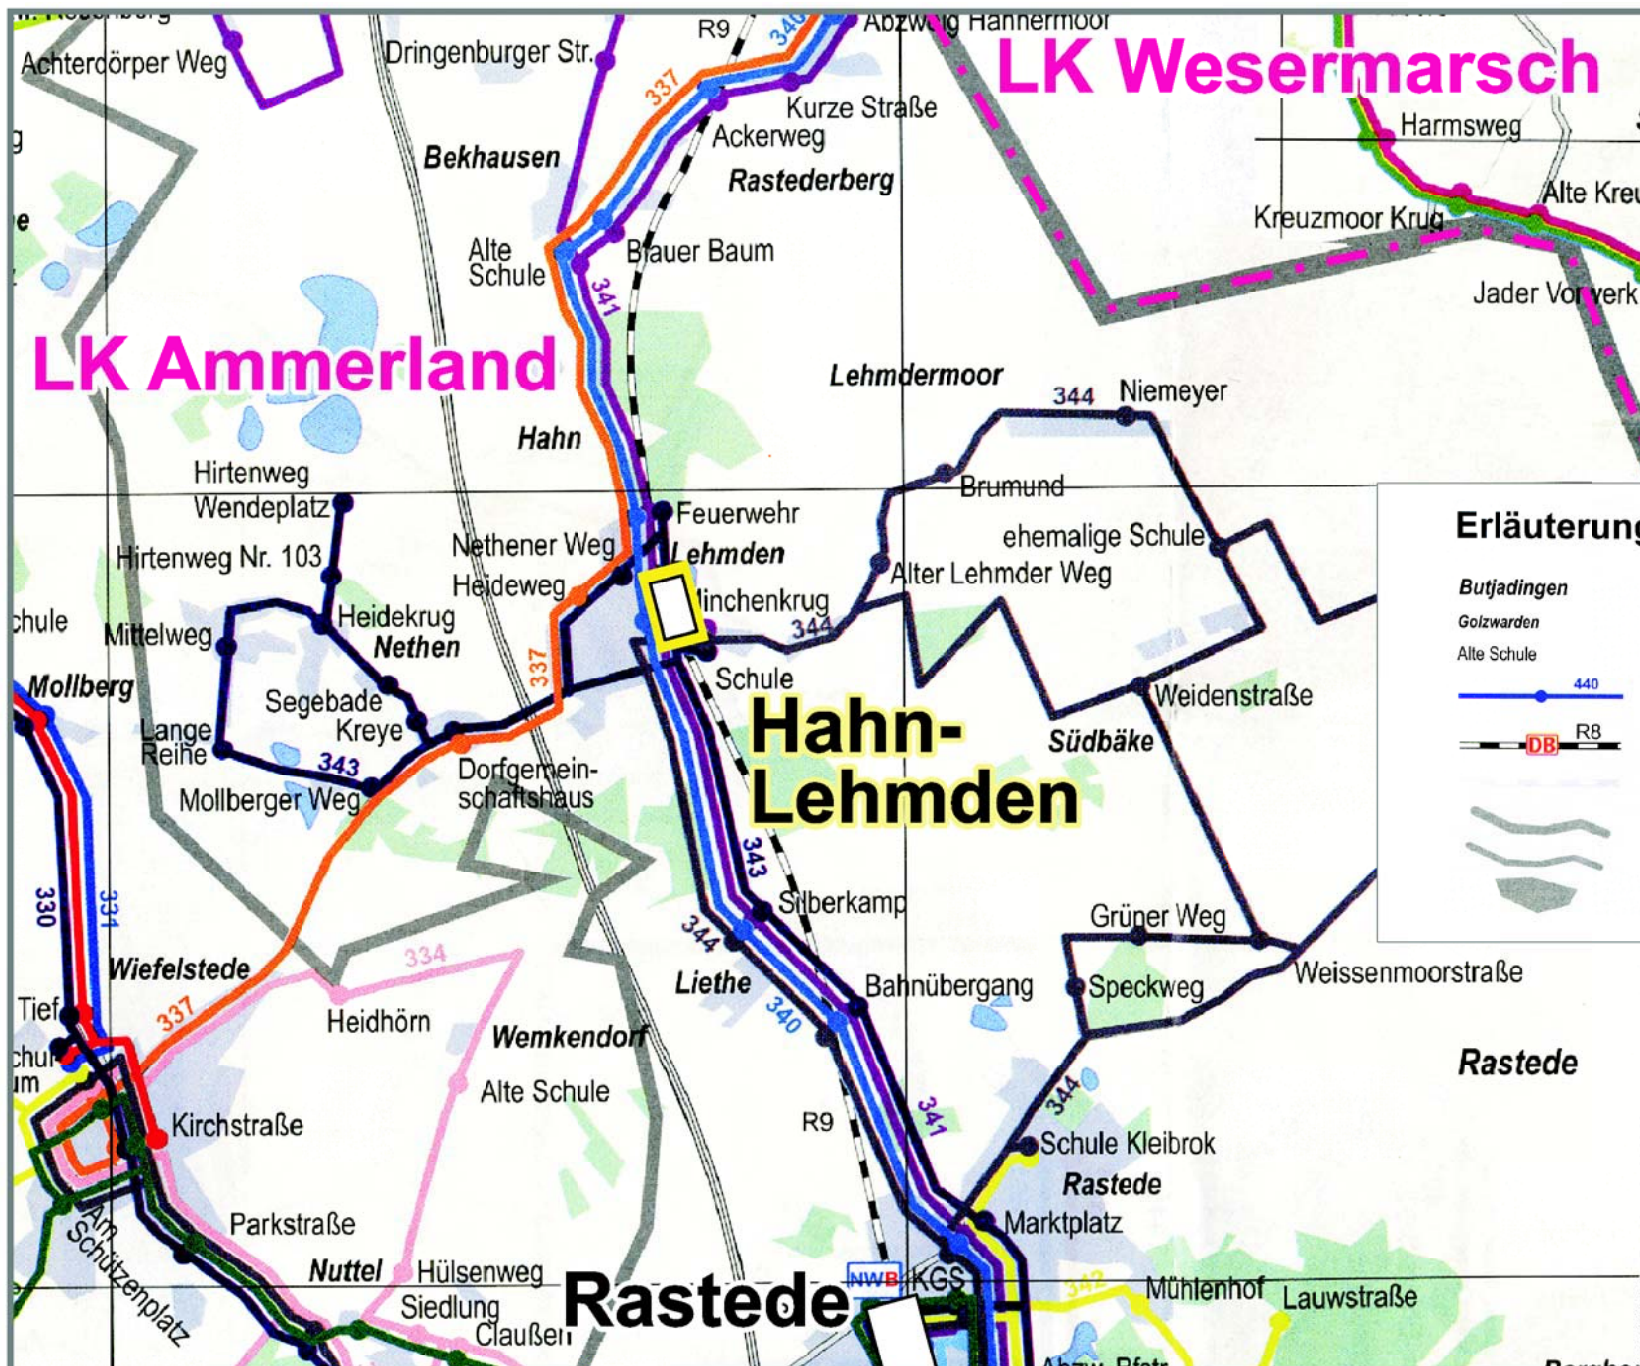 R9
340
Abzweig Hahnermoor
Achterdörper Weg
Dringenburger Str.
337
Kurze Straße
LK Wesermarsch
Harmsweg
Ackerweg
Bekhausen
Rastederberg
Alte Kreu
Kreuzmoor Krug
Alte
Schule
Blauer Baum
341
Jader Vorwerk
LK Ammerland
Lehmdermoor
344
Niemeyer
Hahn
Hirtenweg
Wendeplatz
Brumund
Feuerwehr
Erläuterung
Nethener Weg
Lehmden
ehemalige Schule
Hirtenweg Nr. 103
Heideweg
Alter Lehmder Weg
Butjadingen
Heidekrug
inchenkrug
Golzwarden
chule
Mittelweg
Nethen
344
Alte Schule
337
Schule
Mollberg
Segebade
Weidenstraße
440
Kreye
Hahn-
Lehmden
Südbäke
Lange
Reihe
DB
R8
343
Mollberger Weg
Dorfgemein-
schaftshaus
343
330
331
Silberkamp
Grüner Weg
344
Wiefelstede
334
Liethe
Bahnübergang
Speckweg
Weissenmoorstraße
Tief
337
Heidhörn
340
Wemkendorf
Rastede
chul
um
Alte Schule
344
R9
341
Kirchstraße
Schule Kleibrok
Rastede
Am
Schützenplatz
Parkstraße
Marktplatz
Nuttel
Hülsenweg
Rastede
NWB
KGS
342
Mühlenhof
Lauwstraße
Siedlung
Claußen